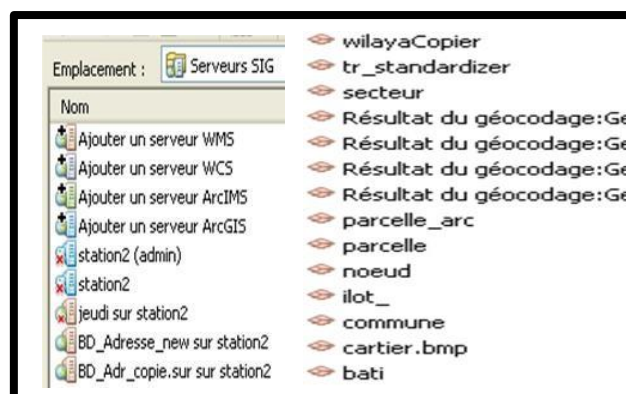 Emplacement : Serveurs SIG
Nom
Ajouter un serveur WMS
Ajouter un serveur WCS
Ajouter un serveur ArcIMS
Ajouter un serveur ArcGIS
station2 (admin)
station2
jeudi sur station2
BD_Adresse_new sur station2
BD_Adr_copie.sur sur station2
wilayaCopier
tr_standardizer
secteur
Résultat du géocodage:Ge
Résultat du géocodage:Ge
Résultat du géocodage:Ge
Résultat du géocodage:Ge
parcelle_arc
parcelle
noeud
ilot_
commune
cartier.bmp
bati